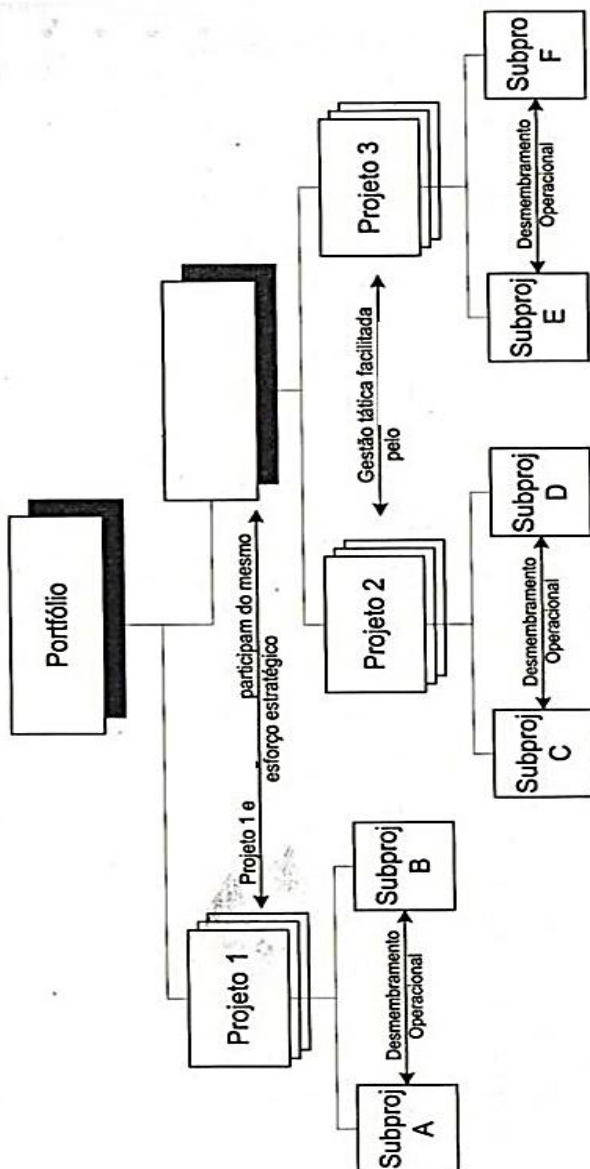 Portfólio
Projeto 1 e participam do mesmo
esforço estratégico
Projeto 1
Projeto 2
Gestão tática facilitada
pelo
Projeto 3
Subproj
A
Desmembramento
Operacional
Subproj
B
Subproj
C
Desmembramento
Operacional
Subproj
D
Subproj
E
Desmembramento
Operacional
Subpro
F